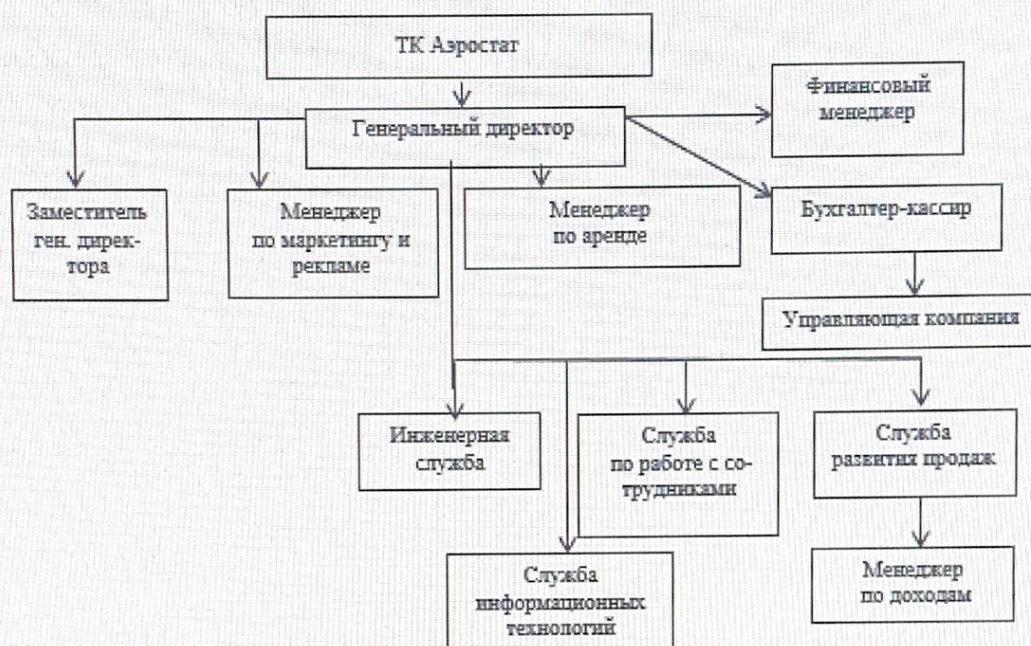 ТК Аэростат
Финансовый
менеджер
Генеральный директор
Заместитель
ген. дирек-
тора
Менеджер
по маркетингу и
рекламе
Менеджер
по аренде
Бухгалтер-кассир
Управляющая компания
Инженерная
служба
Служба
по работе с со-
трудниками
Служба
развития продаж
Служба
информационных
технологий
Менеджер
по доходам